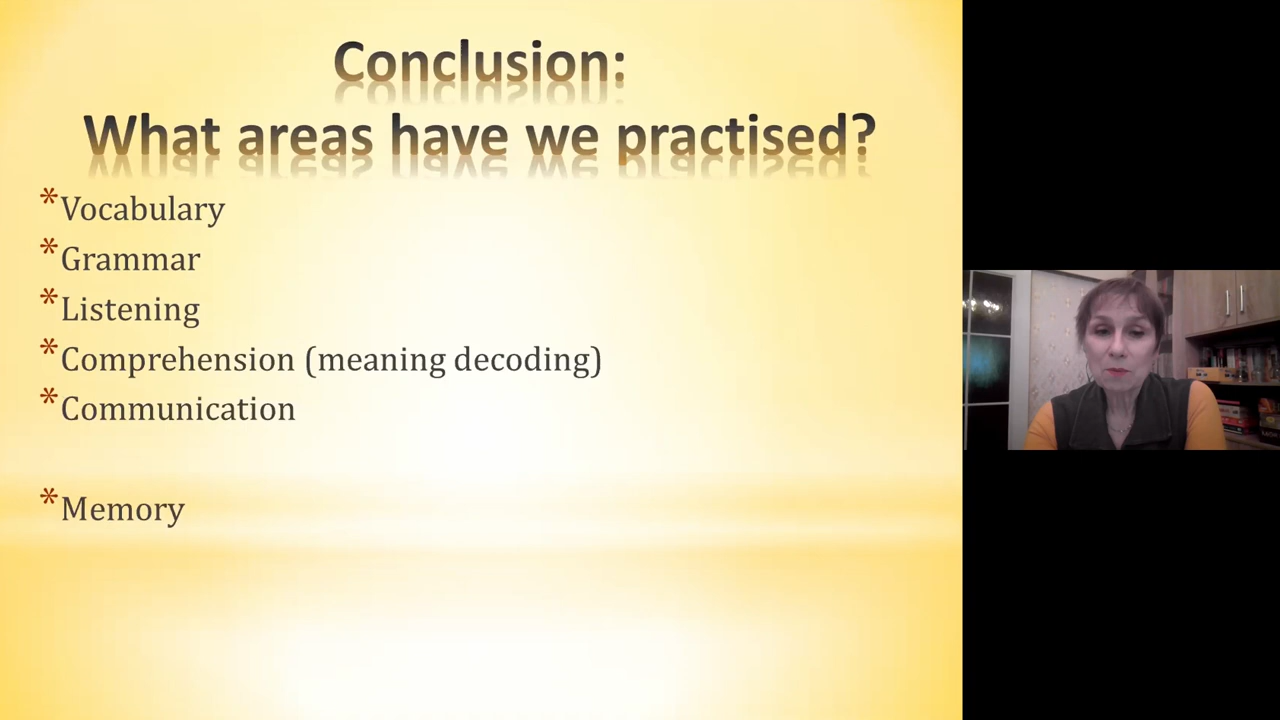 Conclusion:
What areas have we practised?
*Vocabulary
*Grammar
*Listening
*Comprehension (meaning decoding)
*Communication
*Memory